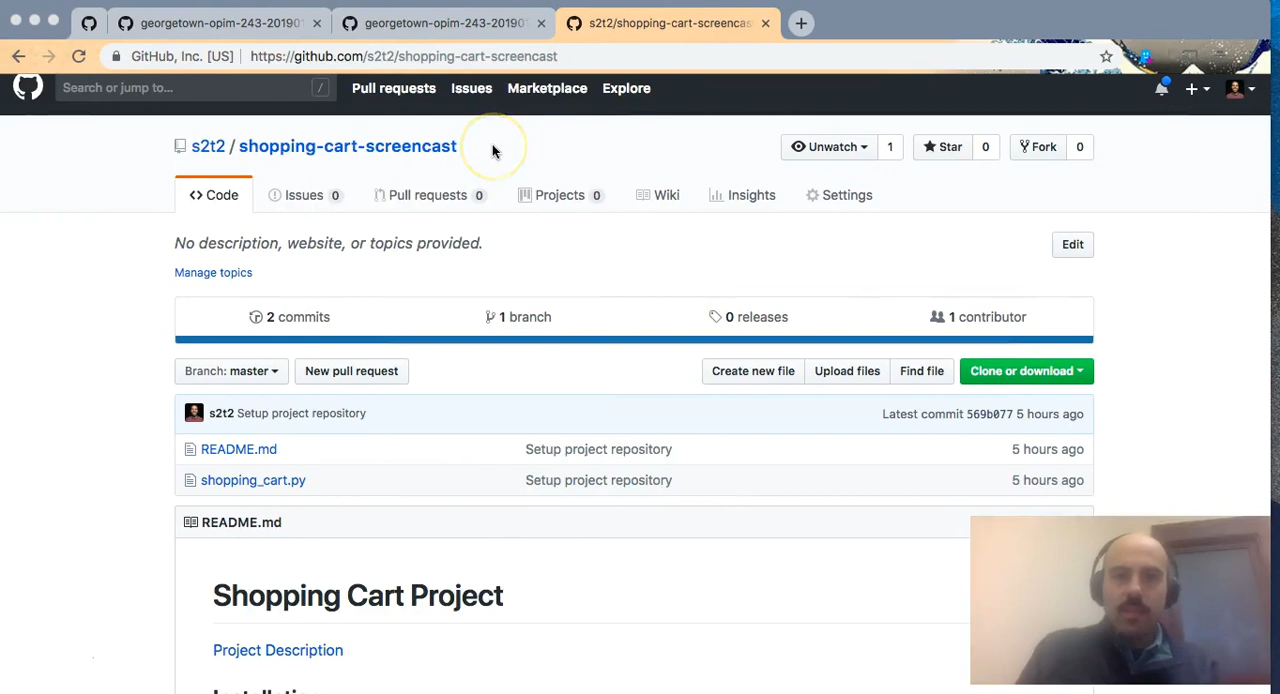 georgetown-opim-243-20190
georgetown-opim-243-20190
s2t2/shopping-cart-screencas
GitHub, Inc. [US] https://github.com/s2t2/shopping-cart-screencast
Search or jump to... /
Pull requests Issues Marketplace Explore
s2t2 / shopping-cart-screencast
Unwatch 1
Star 0
Fork 0
<> Code
Issues 0
Pull requests 0
Projects 0
Wiki
Insights
Settings
No description, website, or topics provided.
Edit
Manage topics
2 commits
1 branch
0 releases
1 contributor
Branch: master
New pull request
Create new file
Upload files
Find file
Clone or download
s2t2 Setup project repository
Latest commit 569b077 5 hours ago
README.md Setup project repository 5 hours ago
shopping_cart.py Setup project repository 5 hours ago
README.md
Shopping Cart Project
Project Description
Installation